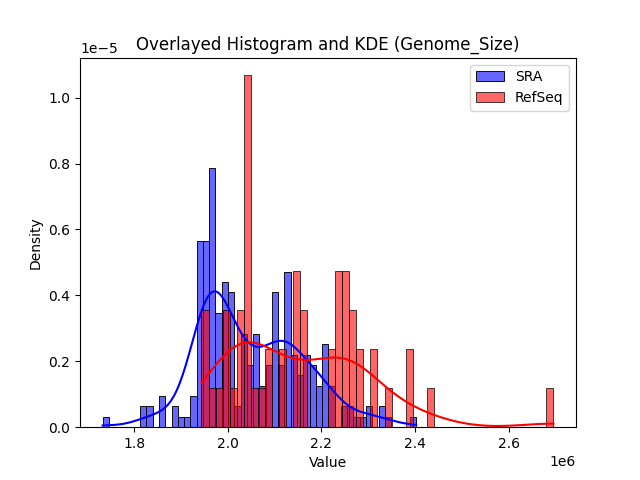 Overlayed Histogram and KDE (Genome_Size)
1e−5
SRA
RefSeq
1.0
0.8
0.6
0.4
0.2
0.0
Density
1.8 2.0 2.2 2.4 2.6
Value
1e6